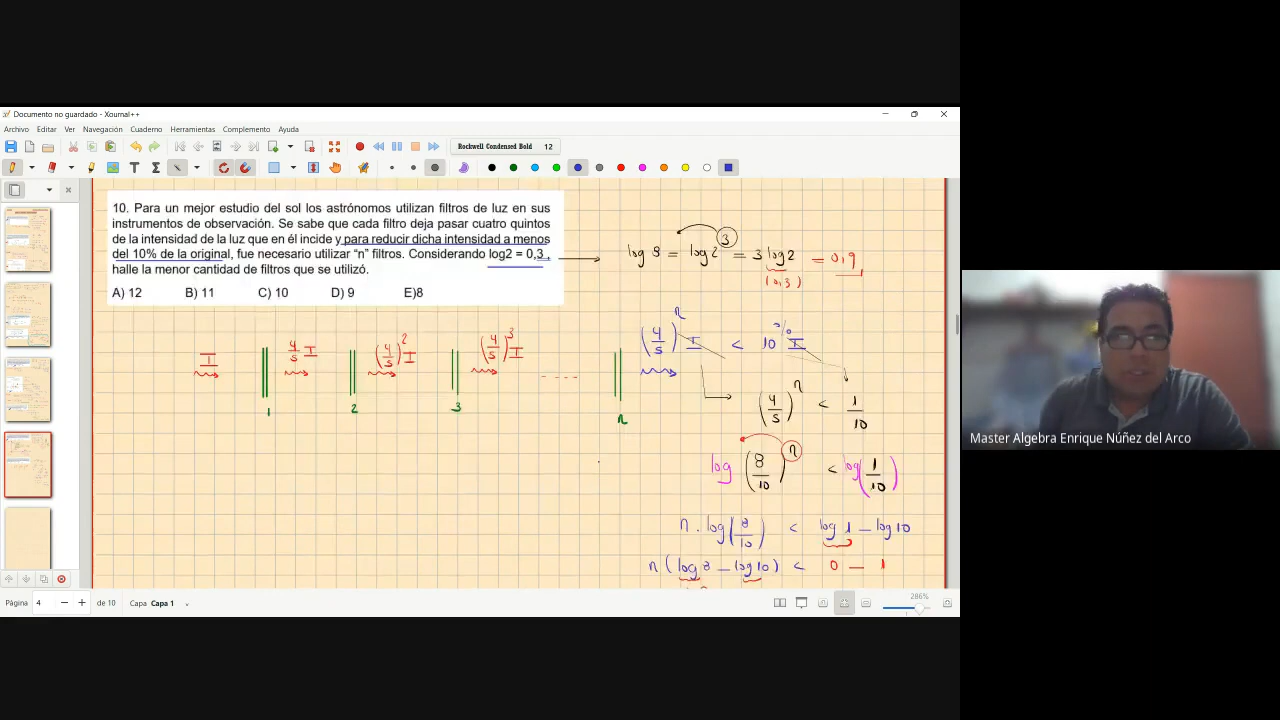 Documento no guardado - Xournal++
Archivo Editar Ver Navegación Cuaderno Herramientas Complemento Ayuda
Rockwell Condensed Bold 12
10. Para un mejor estudio del sol los astrónomos utilizan filtros de luz en sus
instrumentos de observación. Se sabe que cada filtro deja pasar cuatro quintos
de la intensidad de la luz que en él incide y para reducir dicha intensidad a menos
del 10% de la original, fue necesario utilizar “n” filtros. Considerando log2 = 0,3 ,
halle la menor cantidad de filtros que se utilizó.
A) 12 B) 11 C) 10 D) 9 E)8
log 8 = log 2^3 = 3 log 2 = 0,9
(0,3)
I 4/5 I (4/5)^2 I (4/5)^3 I ---- (4/5)^n I < 10% I
1 2 3 n
(4/5)^n < 1/10
log (8/10)^n < log(1/10)
n . log(8/10) < log 1 - log 10
n(log 8 - log 10) < 0 - 1
Master Algebra Enrique Núñez del Arco
Página 4 de 10 Capa Capa 1 286%